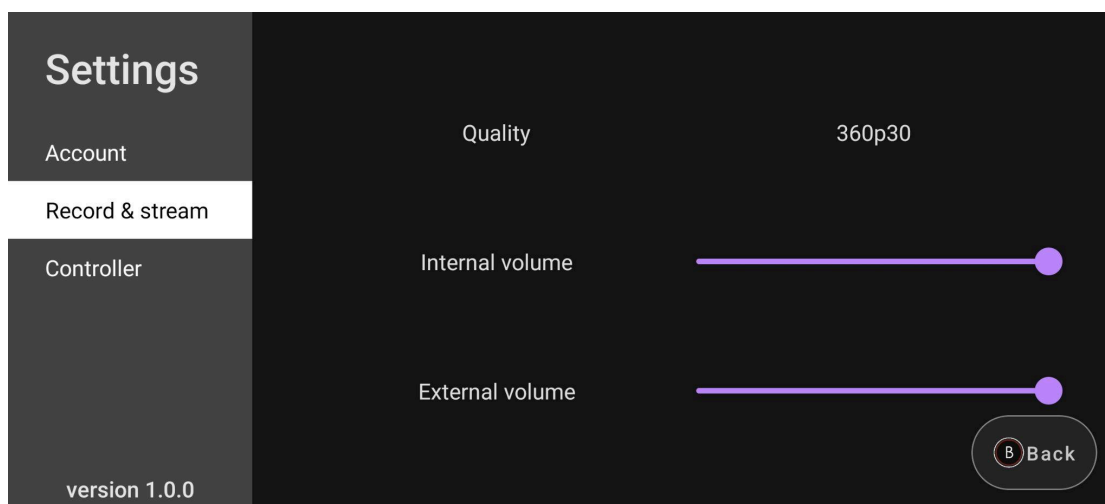 Settings
Account
Record & stream
Controller
version 1.0.0
Quality 360p30
Internal volume
External volume
B Back